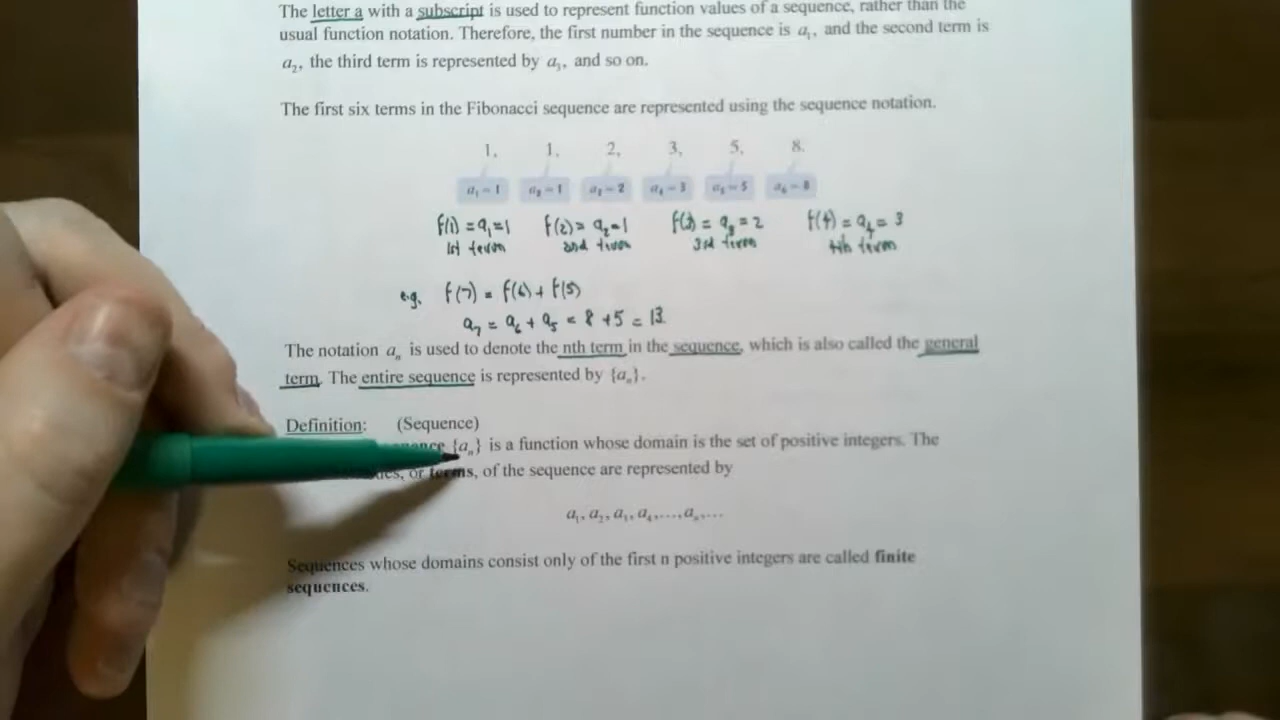 The letter a with a subscript is used to represent function values of a sequence, rather than the
usual function notation. Therefore, the first number in the sequence is a₁, and the second term is
a₂, the third term is represented by a₃, and so on.
The first six terms in the Fibonacci sequence are represented using the sequence notation.
1, 1, 2, 3, 5, 8.
a₁ = 1 a₂ = 1 a₃ = 2 a₄ = 3 a₅ = 5 a₆ = 8
f(1) = a₁ = 1 f(2) = a₂ = 1 f(3) = a₃ = 2 f(4) = a₄ = 3
1st term 2nd term 3rd term 4th term
e.g. f(7) = f(6) + f(5)
a₇ = a₆ + a₅ = 8 + 5 = 13
The notation aₙ is used to denote the nth term in the sequence, which is also called the general
term. The entire sequence is represented by {aₙ}.
Definition: (Sequence)
{aₙ} is a function whose domain is the set of positive integers. The
or terms, of the sequence are represented by
a₁, a₂, a₃, a₄,...,aₙ,...
Sequences whose domains consist only of the first n positive integers are called finite
sequences.